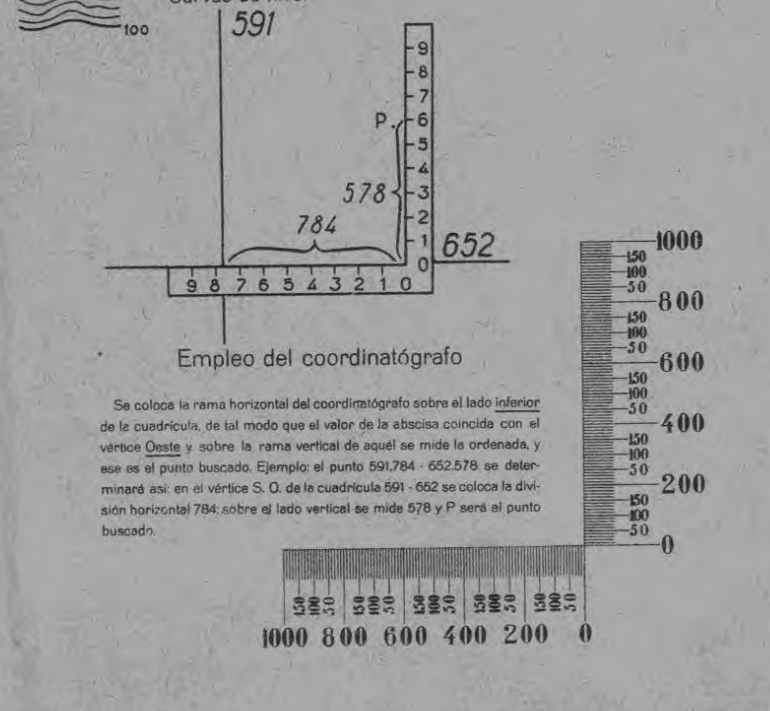 100
591
9
8
7
P. 6
5
4
578 3
2
784
1
652
0
9 8 7 6 5 4 3 2 1 0
Empleo del coordinatógrafo
Se coloca la rama horizontal del coordinatógrafo sobre el lado inferior
de la cuadrícula, de tal modo que el valor de la abscisa coincida con el
vértice Oeste y sobre la rama vertical de aquél se mide la ordenada, y
ese es el punto buscado. Ejemplo: el punto 591,784 - 652.578 se deter-
minará así: en el vértice S. O. de la cuadrícula 591 - 652 se coloca la divi-
sión horizontal 784; sobre el lado vertical se mide 578 y P será el punto
buscado.
1000
150
100
50
800
150
100
50
600
150
100
50
400
150
100
50
200
150
100
50
0
150 100 50 150 100 50 150 100 50 150 100 50 150 100 50
1000 800 600 400 200 0